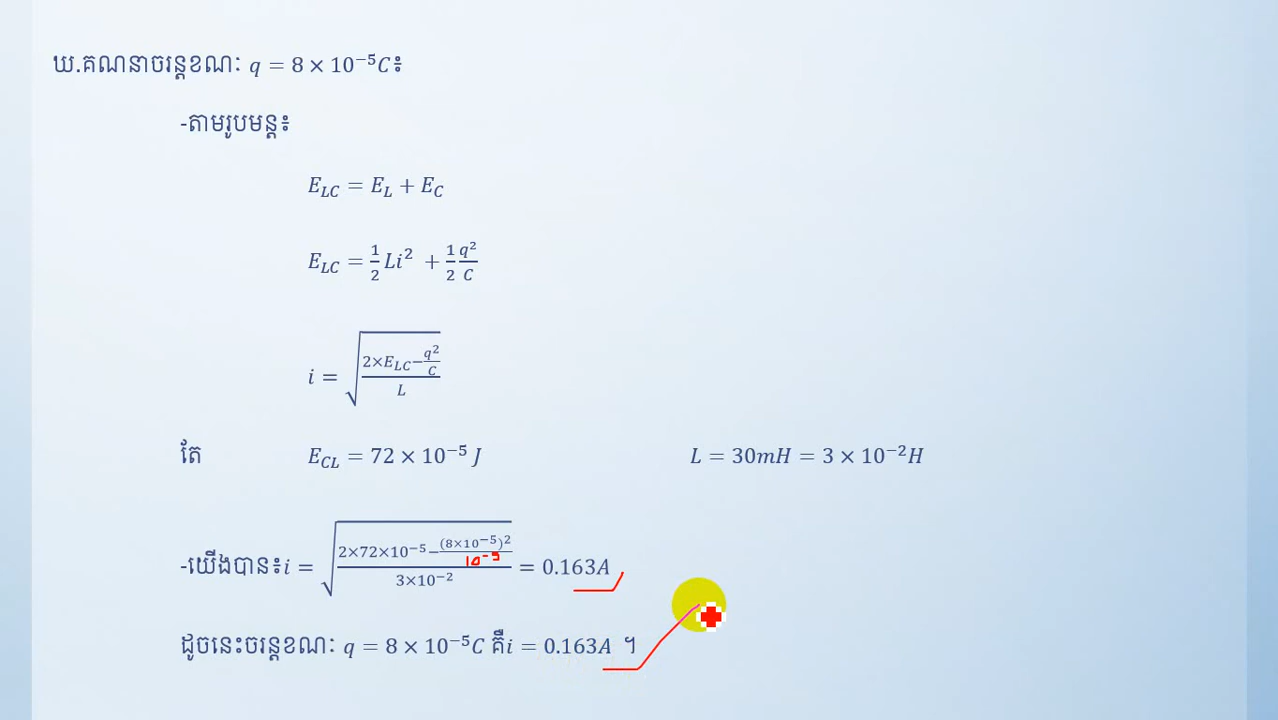 ឃ.គណនាចរន្តខណៈ q = 8 × 10⁻⁵C៖
-តាមរូបមន្ត៖
E_LC = E_L + E_C
E_LC = 1/2 Li² + 1/2 q²/C
i = √((2×E_LC − q²/C)/L)
តែ E_CL = 72 × 10⁻⁵ J L = 30mH = 3 × 10⁻²H
-យើងបាន៖ i = √((2×72×10⁻⁵ − (8×10⁻⁵)²/10⁻⁵)/(3×10⁻²)) = 0.163A
ដូចនេះចរន្តខណៈ q = 8 × 10⁻⁵C គឺ i = 0.163A ។